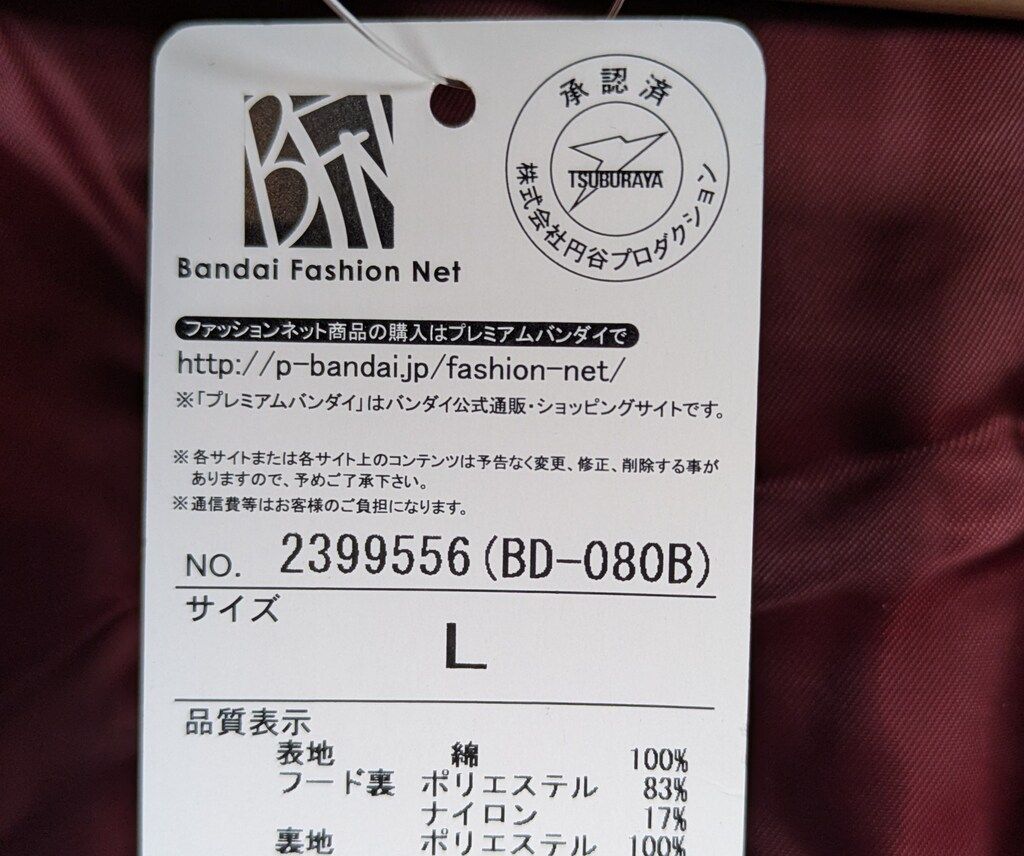 BFN
Bandai Fashion Net
承認済
TSUBURAYA
株式会社円谷プロダクション
ファッションネット商品の購入はプレミアムバンダイで
http://p-bandai.jp/fashion-net/
※「プレミアムバンダイ」はバンダイ公式通販・ショッピングサイトです。
※各サイトまたは各サイト上のコンテンツは予告なく変更、修正、削除する事が
ありますので、予めご了承下さい。
※通信費等はお客様のご負担になります。
NO. 2399556(BD-080B)
サイズ
L
品質表示
表地 綿 100%
フード裏 ポリエステル 83%
ナイロン 17%
裏地 ポリエステル 100%